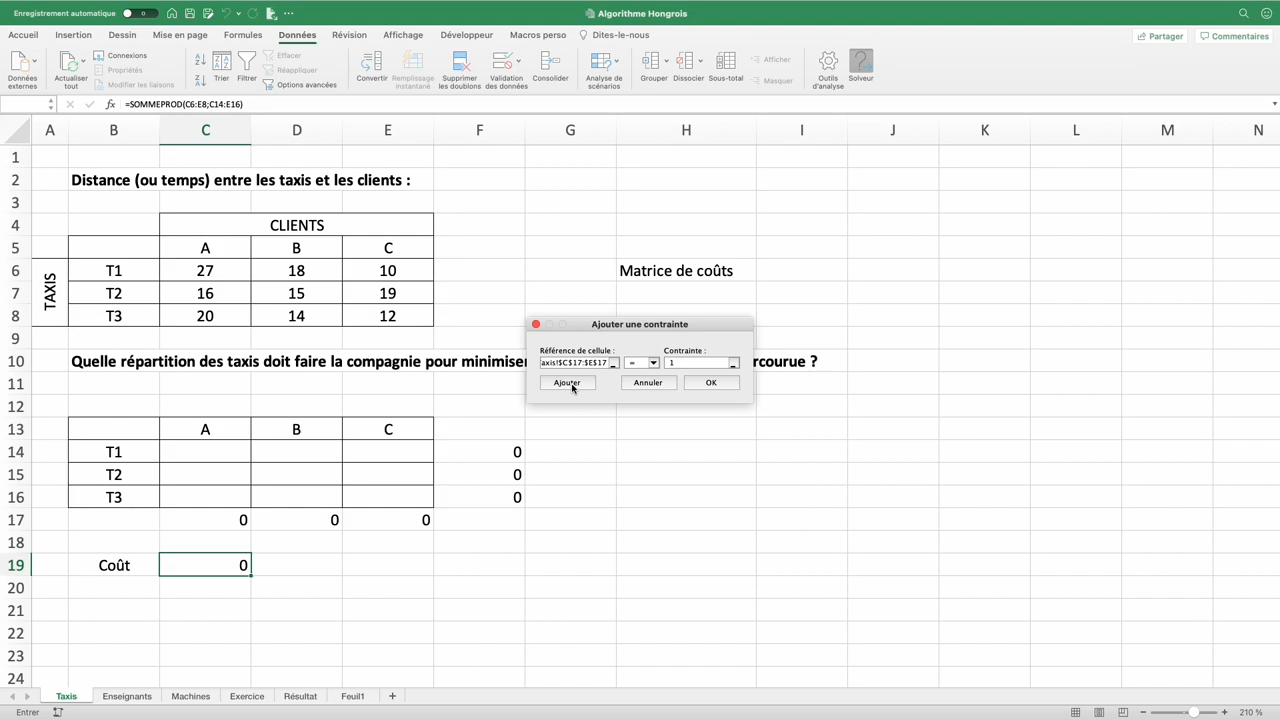 Enregistrement automatique
Algorithme Hongrois
Accueil Insertion Dessin Mise en page Formules Données Révision Affichage Développeur Macros perso Dites-le-nous Partager Commentaires
Données externes
Actualiser tout
Connexions
Propriétés
Modifier les liaisons
Trier
Filtrer
Effacer
Réappliquer
Options avancées
Convertir
Remplissage instantané
Supprimer les doublons
Validation des données
Consolider
Analyse de scénarios
Grouper
Dissocier
Sous-total
Afficher
Masquer
Outils d'analyse
Solveur
fx =SOMMEPROD(C6:E8;C14:E16)
A B C D E F G H I J K L M N
1
2 Distance (ou temps) entre les taxis et les clients :
3
4 CLIENTS
5 A B C
TAXIS
6 T1 27 18 10 Matrice de coûts
7 T2 16 15 19
8 T3 20 14 12
9
10 Quelle répartition des taxis doit faire la compagnie pour minimiser rcourue ?
Ajouter une contrainte
Référence de cellule : Contrainte :
axis!$C$17:$E$17 = 1
Ajouter Annuler OK
11
12
13 A B C
14 T1 0
15 T2 0
16 T3 0
17 0 0 0
18
19 Coût 0
20
21
22
23
24
Taxis Enseignants Machines Exercice Résultat Feuil1 +
Entrer 210 %